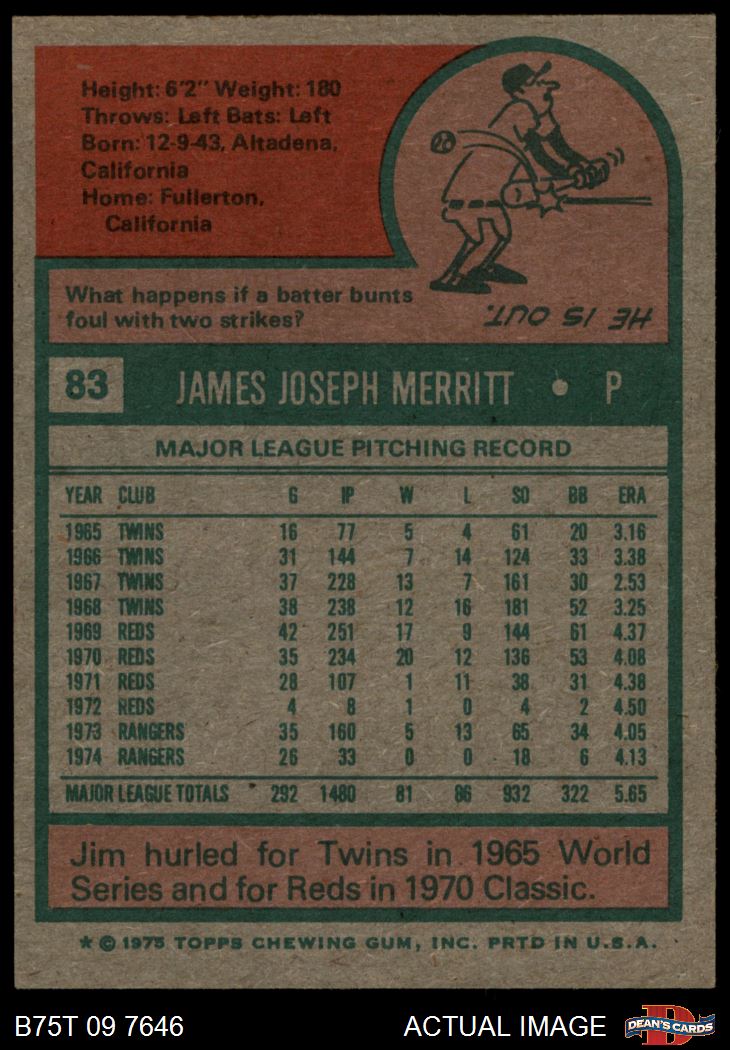 Height: 6'2" Weight: 180
Throws: Left Bats: Left
Born: 12-9-43, Altadena,
California
Home: Fullerton,
California
What happens if a batter bunts
foul with two strikes?
HE IS OUT.
83 JAMES JOSEPH MERRITT • P
MAJOR LEAGUE PITCHING RECORD
YEAR CLUB G IP W L SO BB ERA
1965 TWINS 16 77 5 4 61 20 3.16
1966 TWINS 31 144 7 14 124 33 3.38
1967 TWINS 37 228 13 7 161 30 2.53
1968 TWINS 38 238 12 16 181 52 3.25
1969 REDS 42 251 17 9 144 61 4.37
1970 REDS 35 234 20 12 136 53 4.08
1971 REDS 28 107 1 11 38 31 4.38
1972 REDS 4 8 1 0 4 2 4.50
1973 RANGERS 35 160 5 13 65 34 4.05
1974 RANGERS 26 33 0 0 18 6 4.13
MAJOR LEAGUE TOTALS 292 1480 81 86 932 322 5.65
Jim hurled for Twins in 1965 World
Series and for Reds in 1970 Classic.
★ © 1975 TOPPS CHEWING GUM, INC. PRTD IN U.S.A.
B75T 09 7646 ACTUAL IMAGE D DEAN'S CARDS